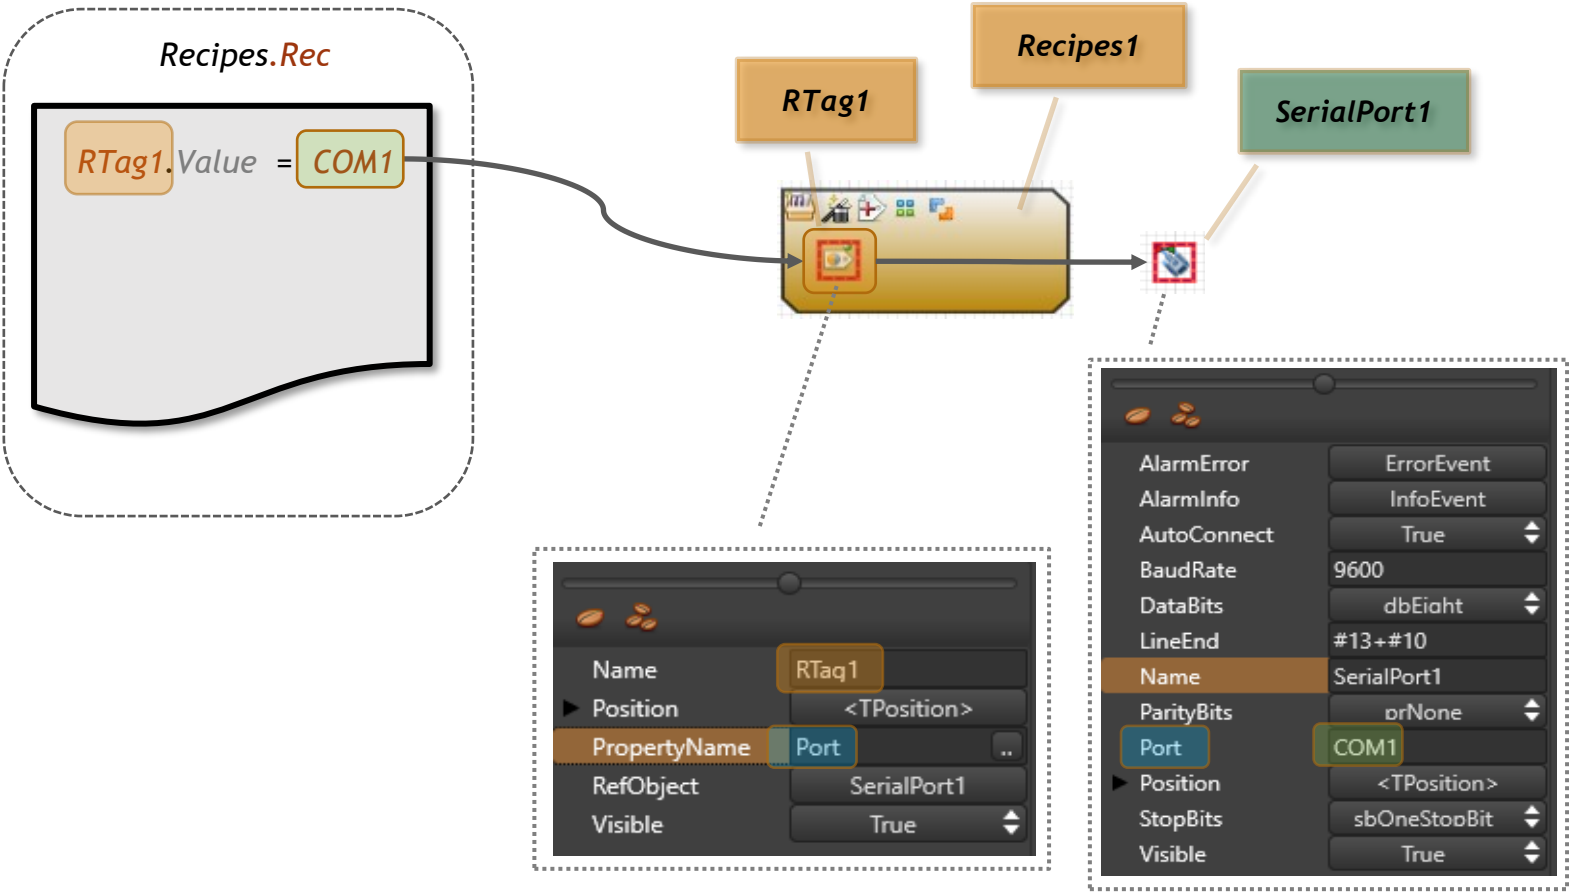 Recipes.Rec
RTag1.Value = COM1
RTag1
Recipes1
SerialPort1
Name RTag1
Position <TPosition>
PropertyName Port ..
RefObject SerialPort1
Visible True
AlarmError ErrorEvent
AlarmInfo InfoEvent
AutoConnect True
BaudRate 9600
DataBits dbEight
LineEnd #13+#10
Name SerialPort1
ParityBits prNone
Port COM1
Position <TPosition>
StopBits sbOneStopBit
Visible True